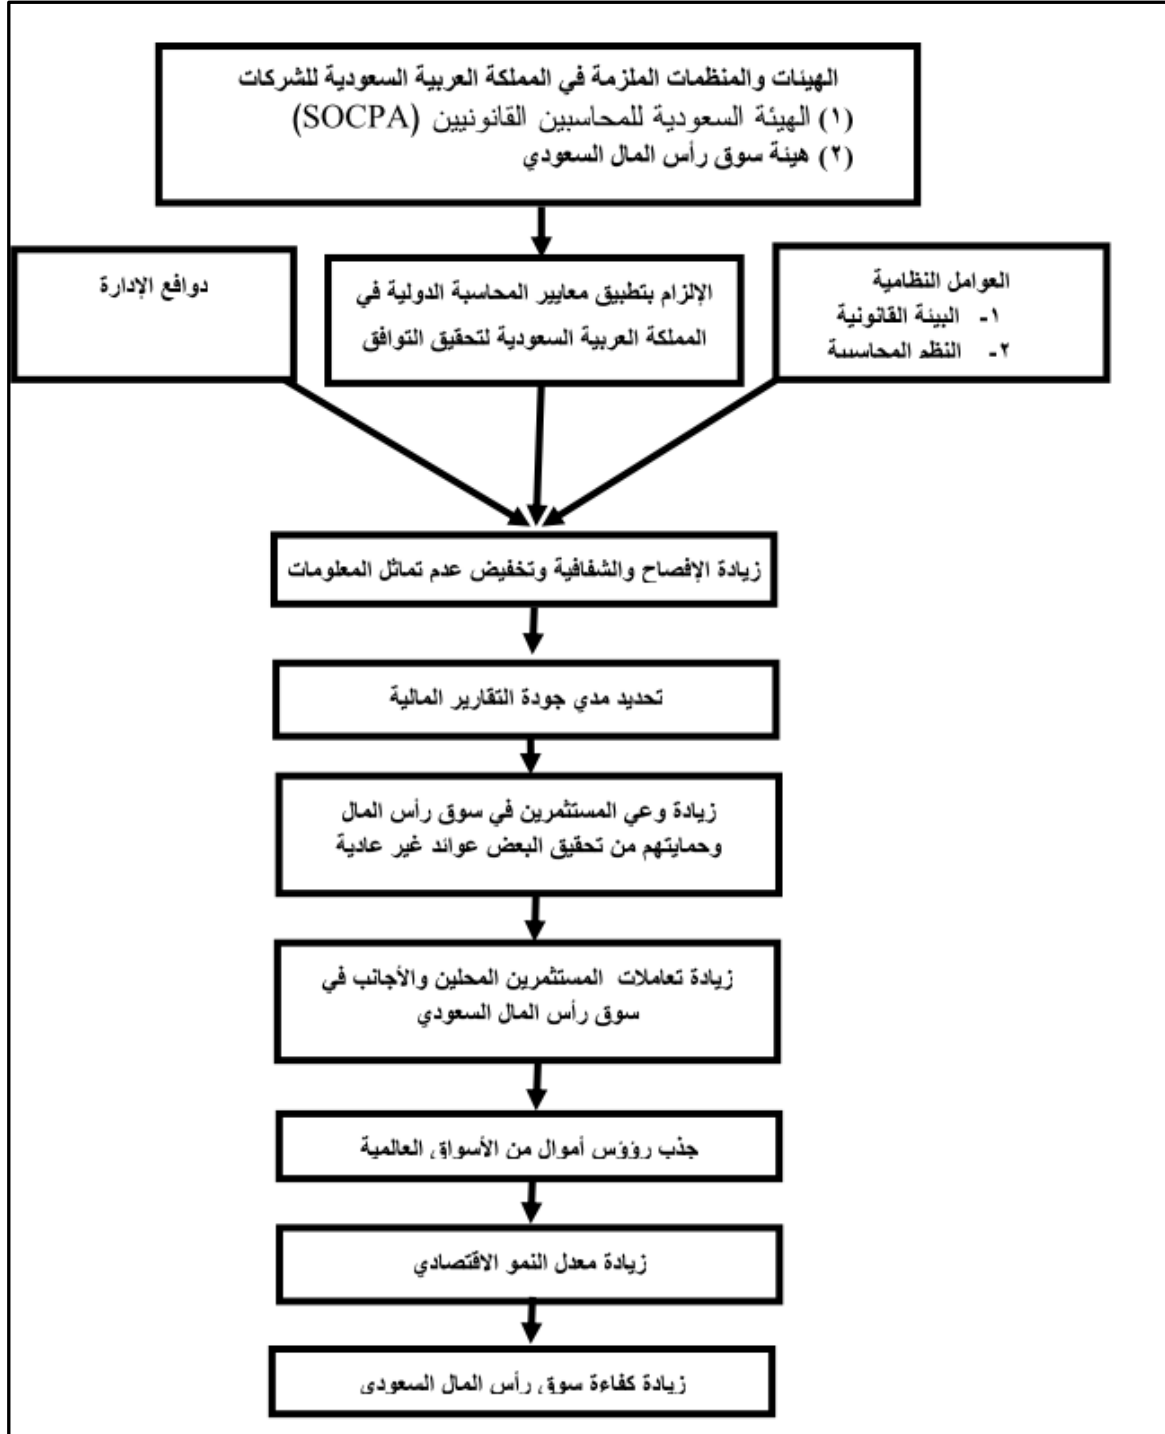 الهيئات والمنظمات الملزمة في المملكة العربية السعودية للشركات
(١) الهيئة السعودية للمحاسبين القانونيين (SOCPA)
(٢) هيئة سوق رأس المال السعودي
العوامل النظامية
١- البيئة القانونية
٢- النظم المحاسبية
الإلزام بتطبيق معايير المحاسبة الدولية في
المملكة العربية السعودية لتحقيق التوافق
دوافع الإدارة
زيادة الإفصاح والشفافية وتخفيض عدم تماثل المعلومات
تحديد مدي جودة التقارير المالية
زيادة وعي المستثمرين في سوق رأس المال
وحمايتهم من تحقيق البعض عوائد غير عادية
زيادة تعاملات المستثمرين المحلين والأجانب في
سوق رأس المال السعودي
جذب رؤؤس أموال من الأسواق العالمية
زيادة معدل النمو الاقتصادي
زيادة كفاءة سوق رأس المال السعودي